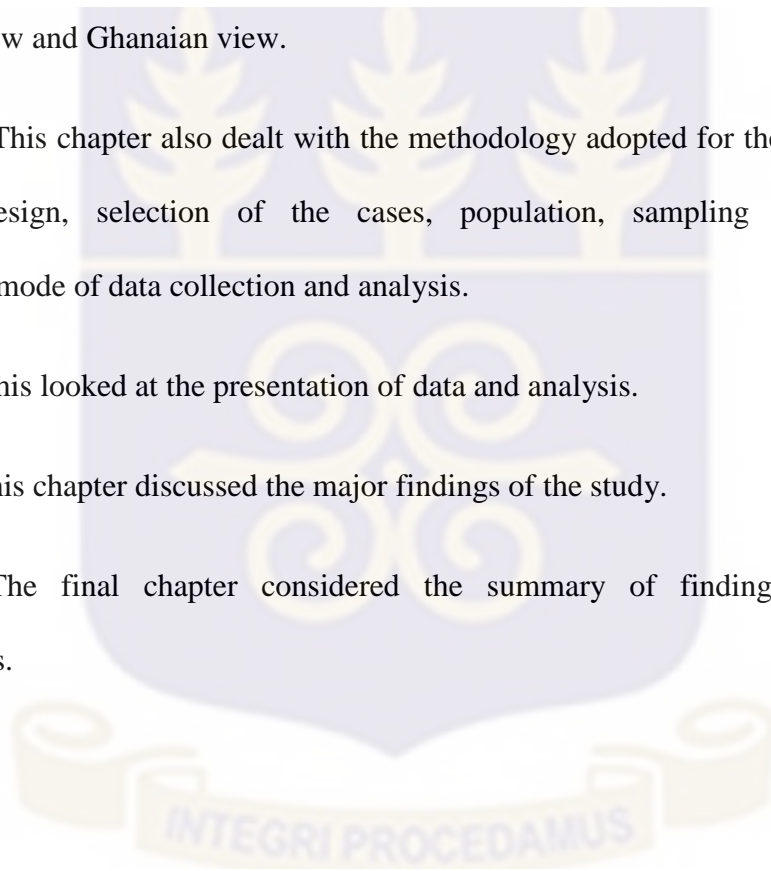 w and Ghanaian view.
This chapter also dealt with the methodology adopted for the
esign, selection of the cases, population, sampling
mode of data collection and analysis.
his looked at the presentation of data and analysis.
his chapter discussed the major findings of the study.
The final chapter considered the summary of finding
s.
INTEGRI PROCEDAMUS